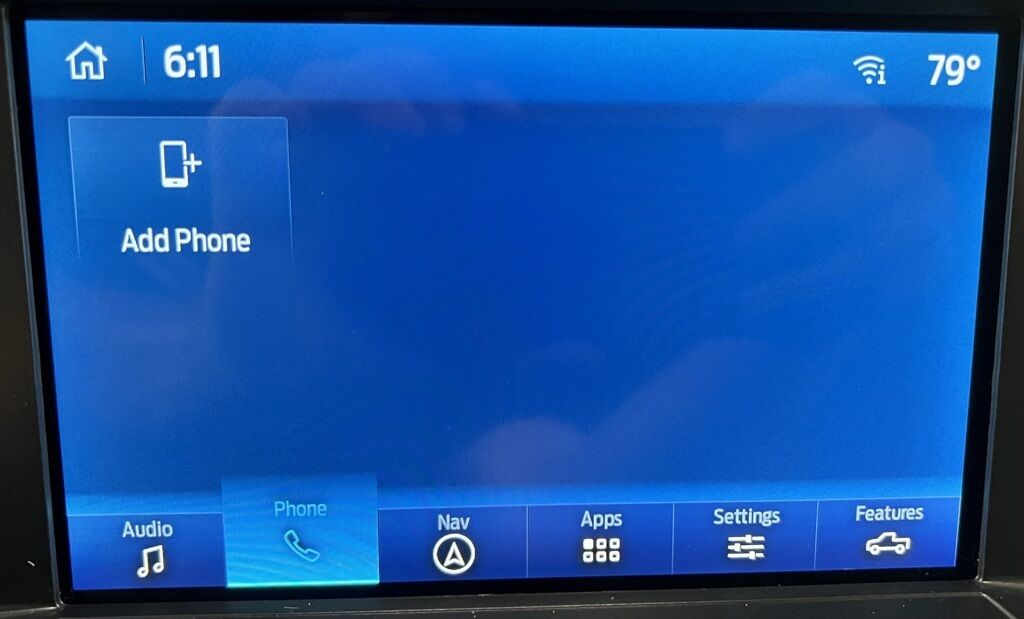 6:11
79°
Add Phone
Audio
Phone
Nav
Apps
Settings
Features